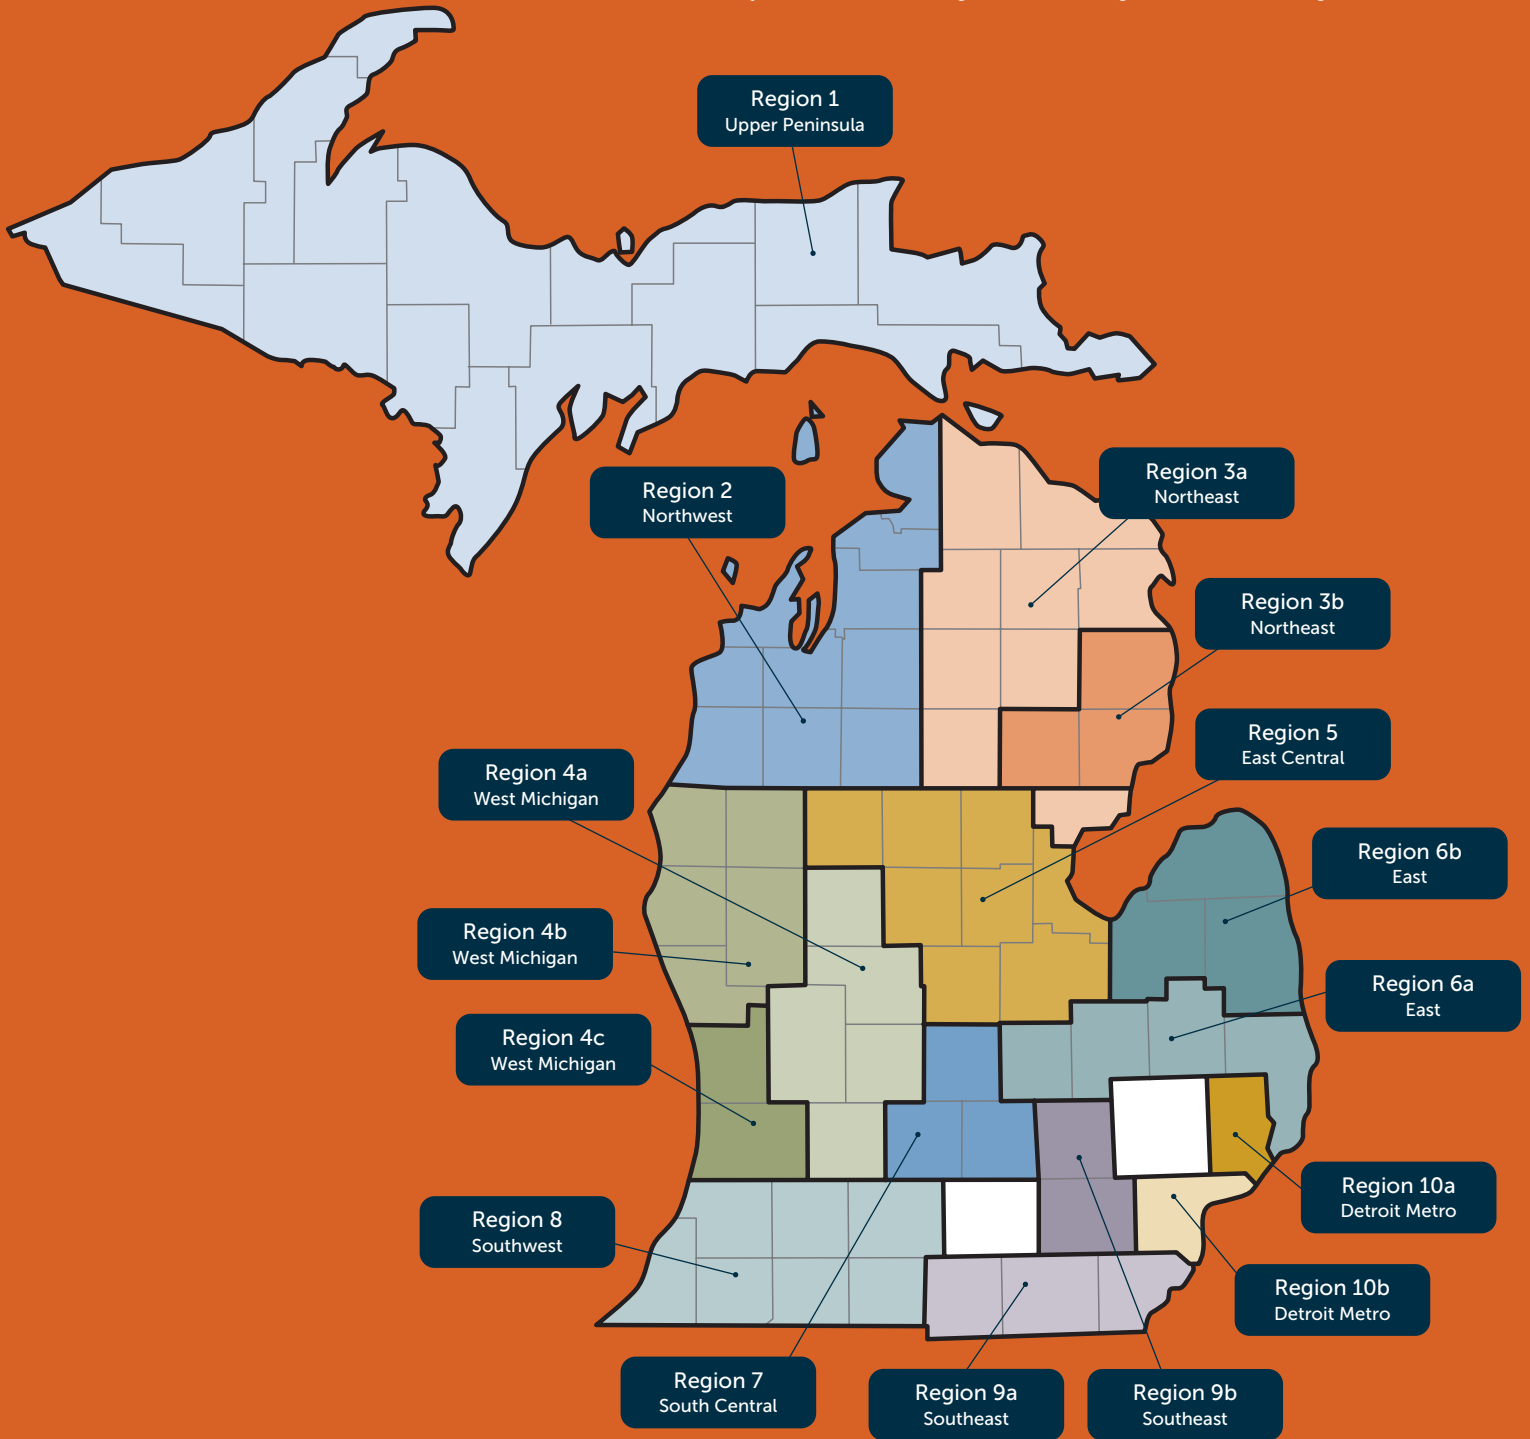 Region 1
Upper Peninsula
Region 3a
Northeast
Region 2
Northwest
Region 3b
Northeast
Region 5
East Central
Region 4a
West Michigan
Region 6b
East
Region 4b
West Michigan
Region 6a
East
Region 4c
West Michigan
Region 10a
Detroit Metro
Region 8
Southwest
Region 10b
Detroit Metro
Region 7
South Central
Region 9a
Southeast
Region 9b
Southeast